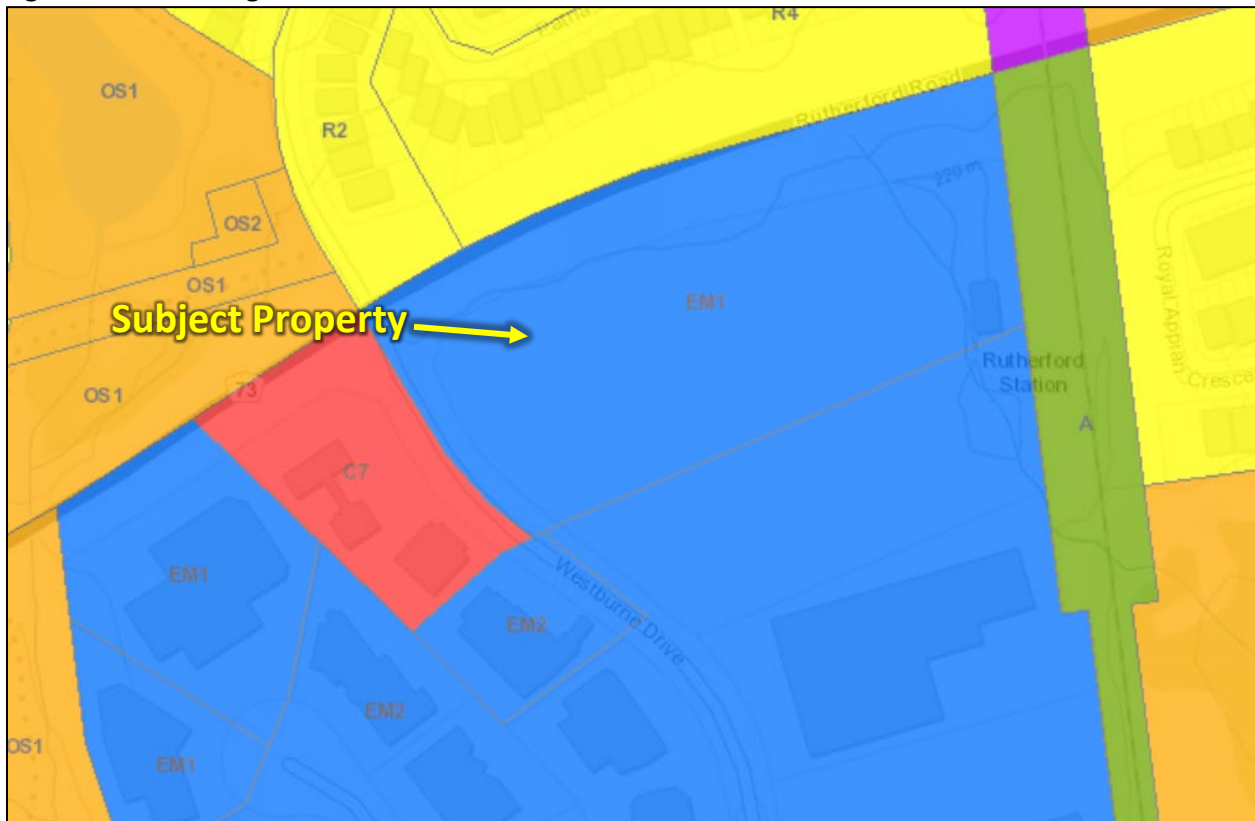 R4
OS1
Rutherford Road
R2
220 m
OS2
OS1
EM1
Royal Appian
Subject Property
Rutherford
Station
Crescen
OS1
73
A
C7
EM1
Westburne Drive
EM2
EM2
OS1
EM1